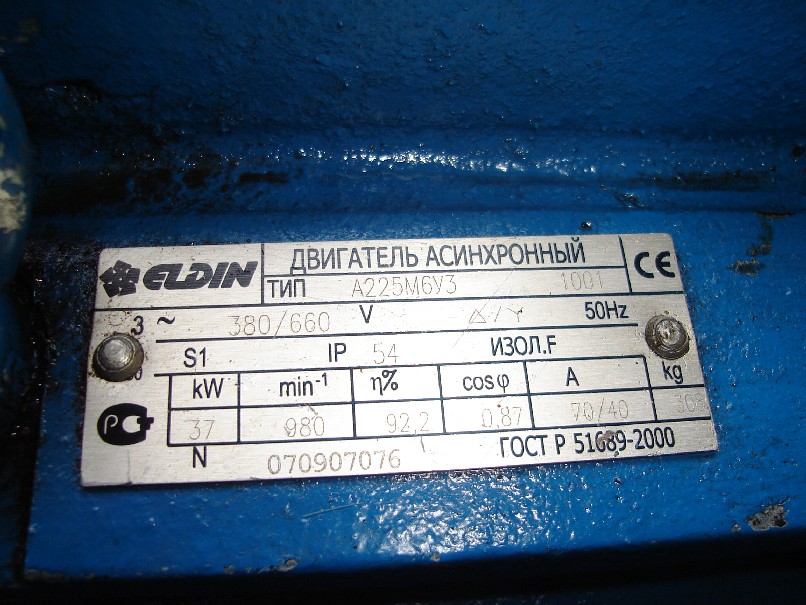 ELDIN ДВИГАТЕЛЬ АСИНХРОННЫЙ CE
ТИП А225М6У3 1001
3 ~ 380/660 V Δ/Y 50Hz
S1 IP 54 ИЗОЛ.F
kW min⁻¹ η% cosφ A kg
37 980 92,2 0,87 70/40
РС
N 070907076 ГОСТ Р 51689-2000